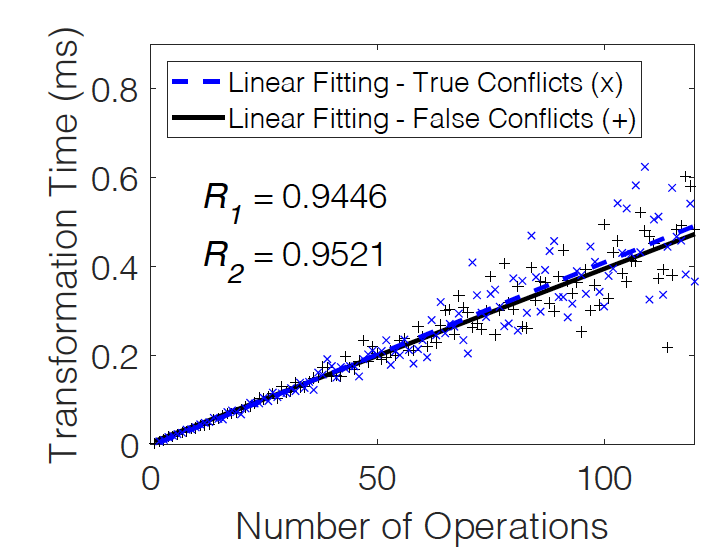 Transformation Time (ms)
0.8
0.6
0.4
0.2
0
Linear Fitting - True Conflicts (x)
Linear Fitting - False Conflicts (+)
R1 = 0.9446
R2 = 0.9521
0 50 100
Number of Operations